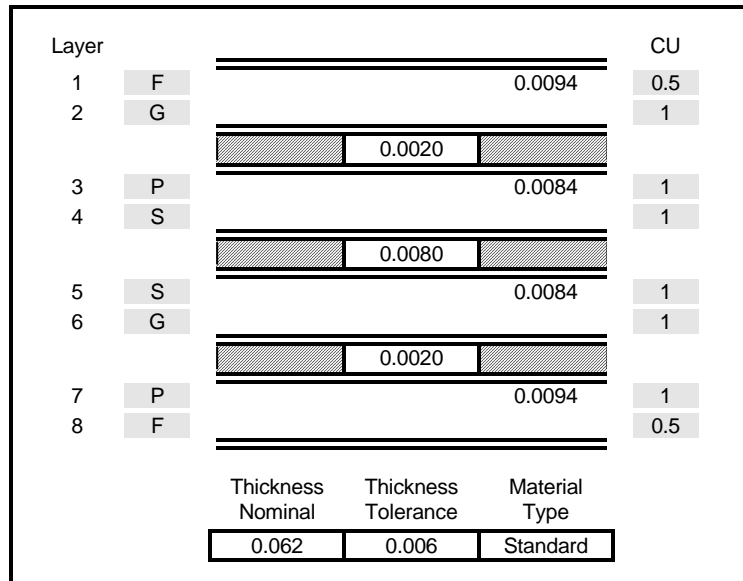 Layer CU
1 F 0.0094 0.5
2 G 1
0.0020
3 P 0.0084 1
4 S 1
0.0080
5 S 0.0084 1
6 G 1
0.0020
7 P 0.0094 1
8 F 0.5
Thickness Thickness Material
Nominal Tolerance Type
0.062 0.006 Standard